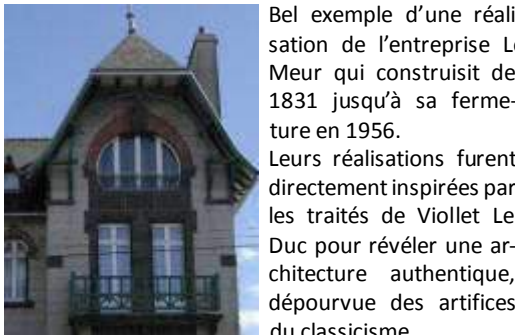 Bel exemple d’une réali
sation de l’entreprise L
Meur qui construisit de
1831 jusqu’à sa ferme-
ture en 1956.
Leurs réalisations furent
directement inspirées par
les traités de Viollet Le
Duc pour révéler une ar-
chitecture authentique,
dépourvue des artifices
du classicisme